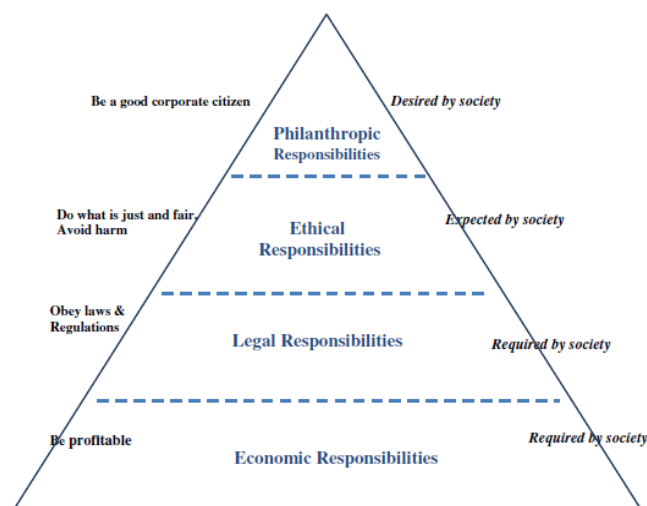 Be a good corporate citizen
Desired by society
Philanthropic
Responsibilities
Do what is just and fair,
Avoid harm
Expected by society
Ethical
Responsibilities
Obey laws &
Regulations
Legal Responsibilities
Required by society
Be profitable
Required by society
Economic Responsibilities